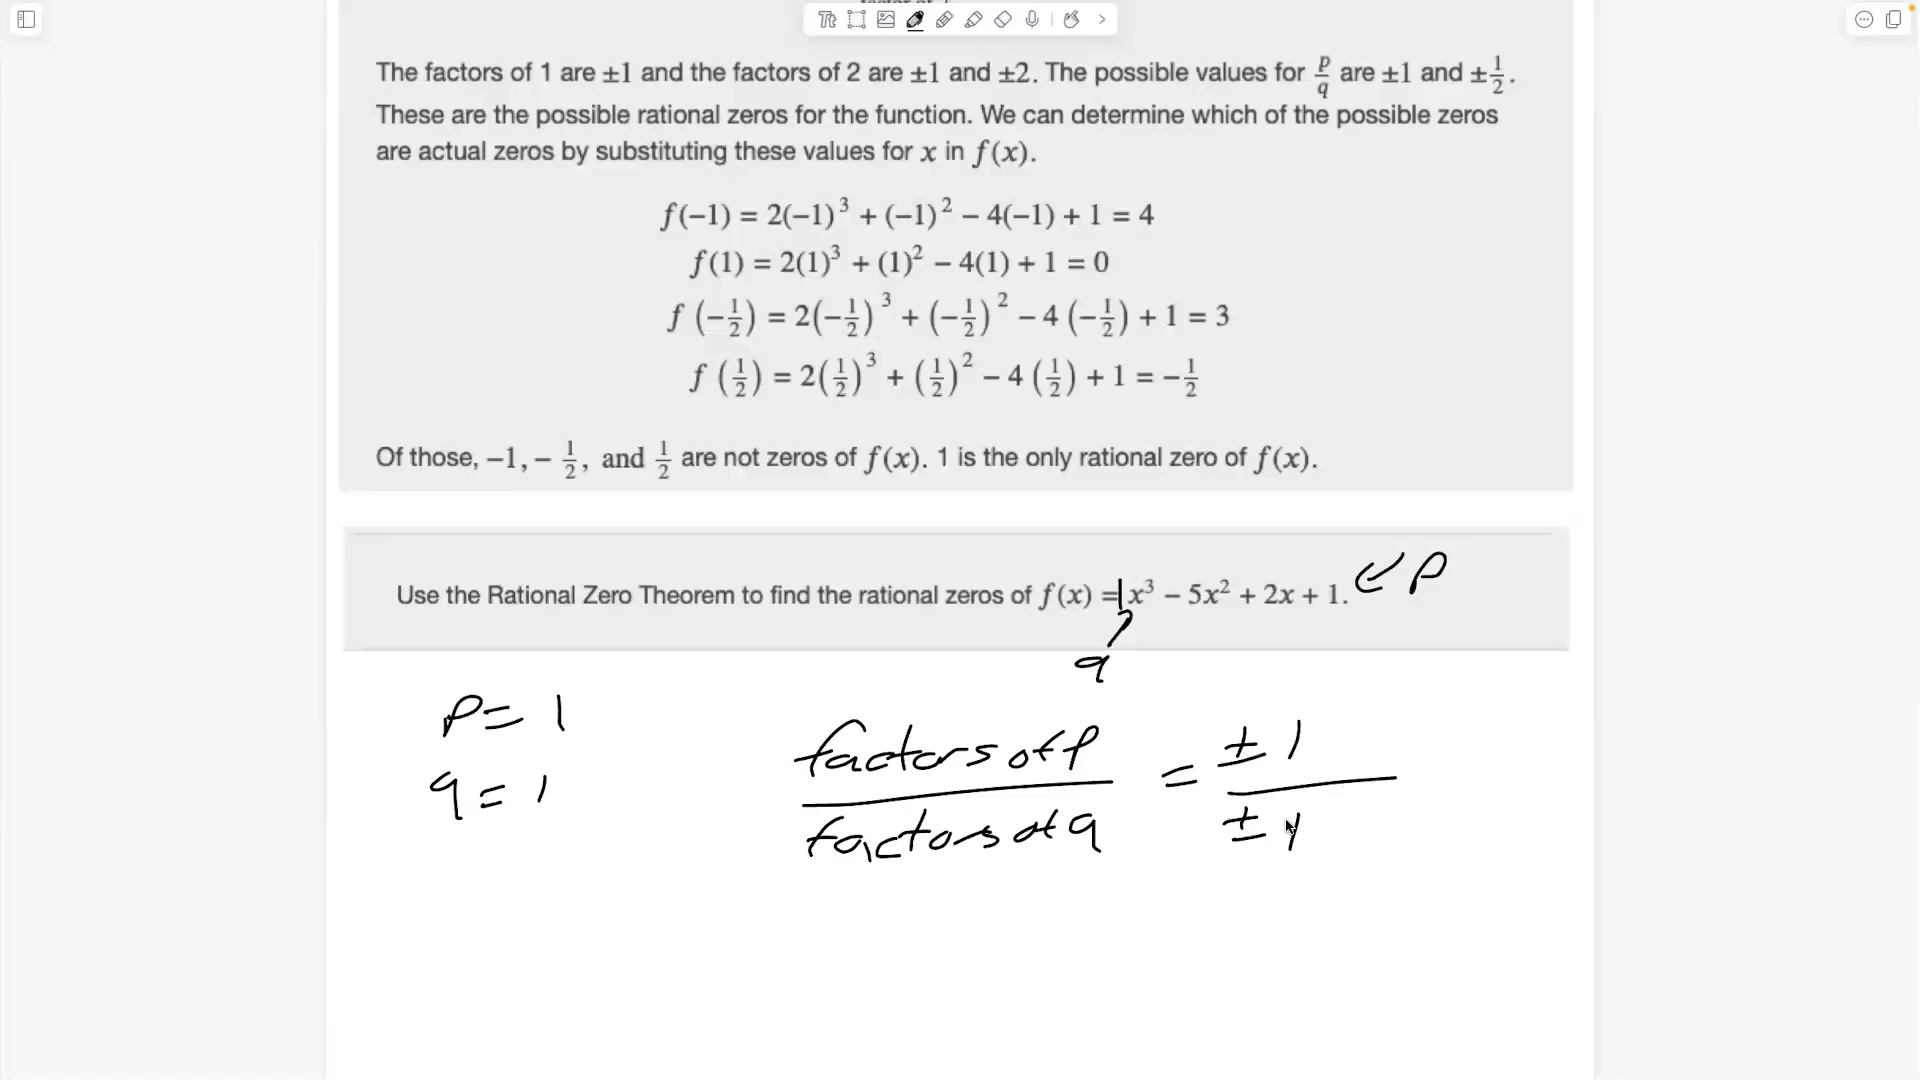 Tt
The factors of 1 are ±1 and the factors of 2 are ±1 and ±2. The possible values for p/q are ±1 and ±1/2.
These are the possible rational zeros for the function. We can determine which of the possible zeros
are actual zeros by substituting these values for x in f(x).
f(−1) = 2(−1)³ + (−1)² − 4(−1) + 1 = 4
f(1) = 2(1)³ + (1)² − 4(1) + 1 = 0
f(−1/2) = 2(−1/2)³ + (−1/2)² − 4(−1/2) + 1 = 3
f(1/2) = 2(1/2)³ + (1/2)² − 4(1/2) + 1 = −1/2
Of those, −1, −1/2, and 1/2 are not zeros of f(x). 1 is the only rational zero of f(x).
Use the Rational Zero Theorem to find the rational zeros of f(x) = 1x³ − 5x² + 2x + 1. ← p
q
p = 1
q = 1
factors of p / factors of q = ±1 / ±1